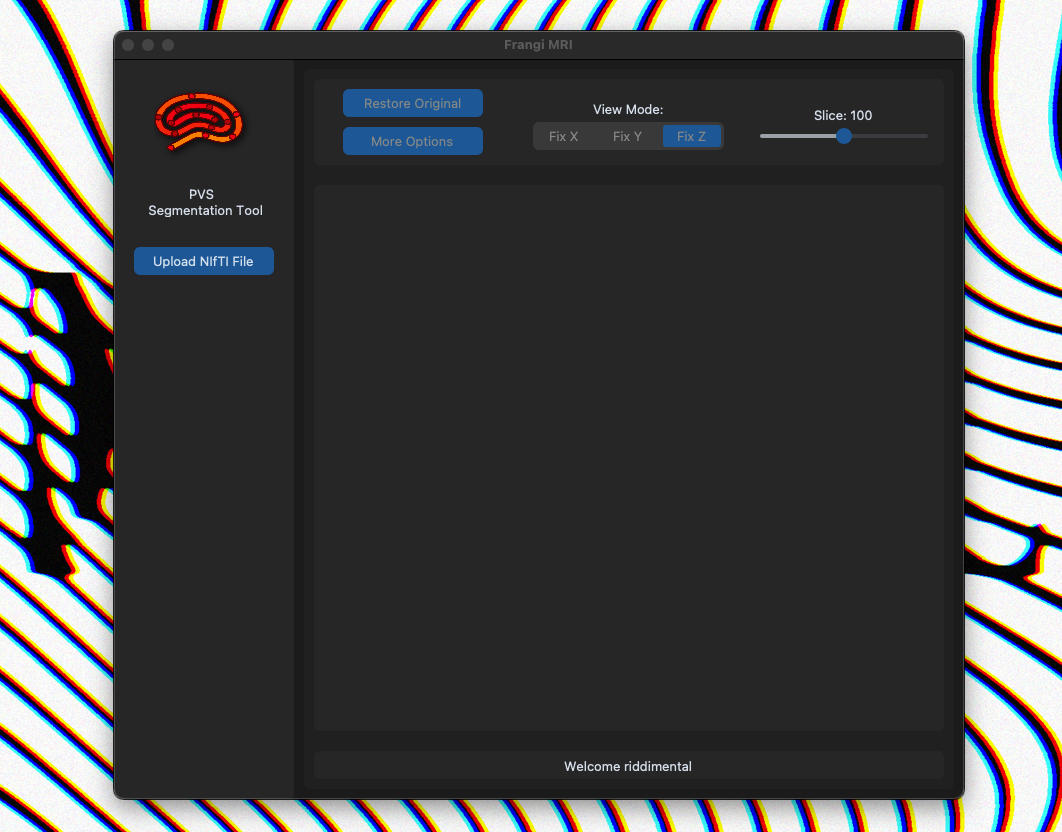 Frangi MRI
PVS
Segmentation Tool
Upload NIfTI File
Restore Original
More Options
View Mode:
Fix X
Fix Y
Fix Z
Slice: 100
Welcome riddimental